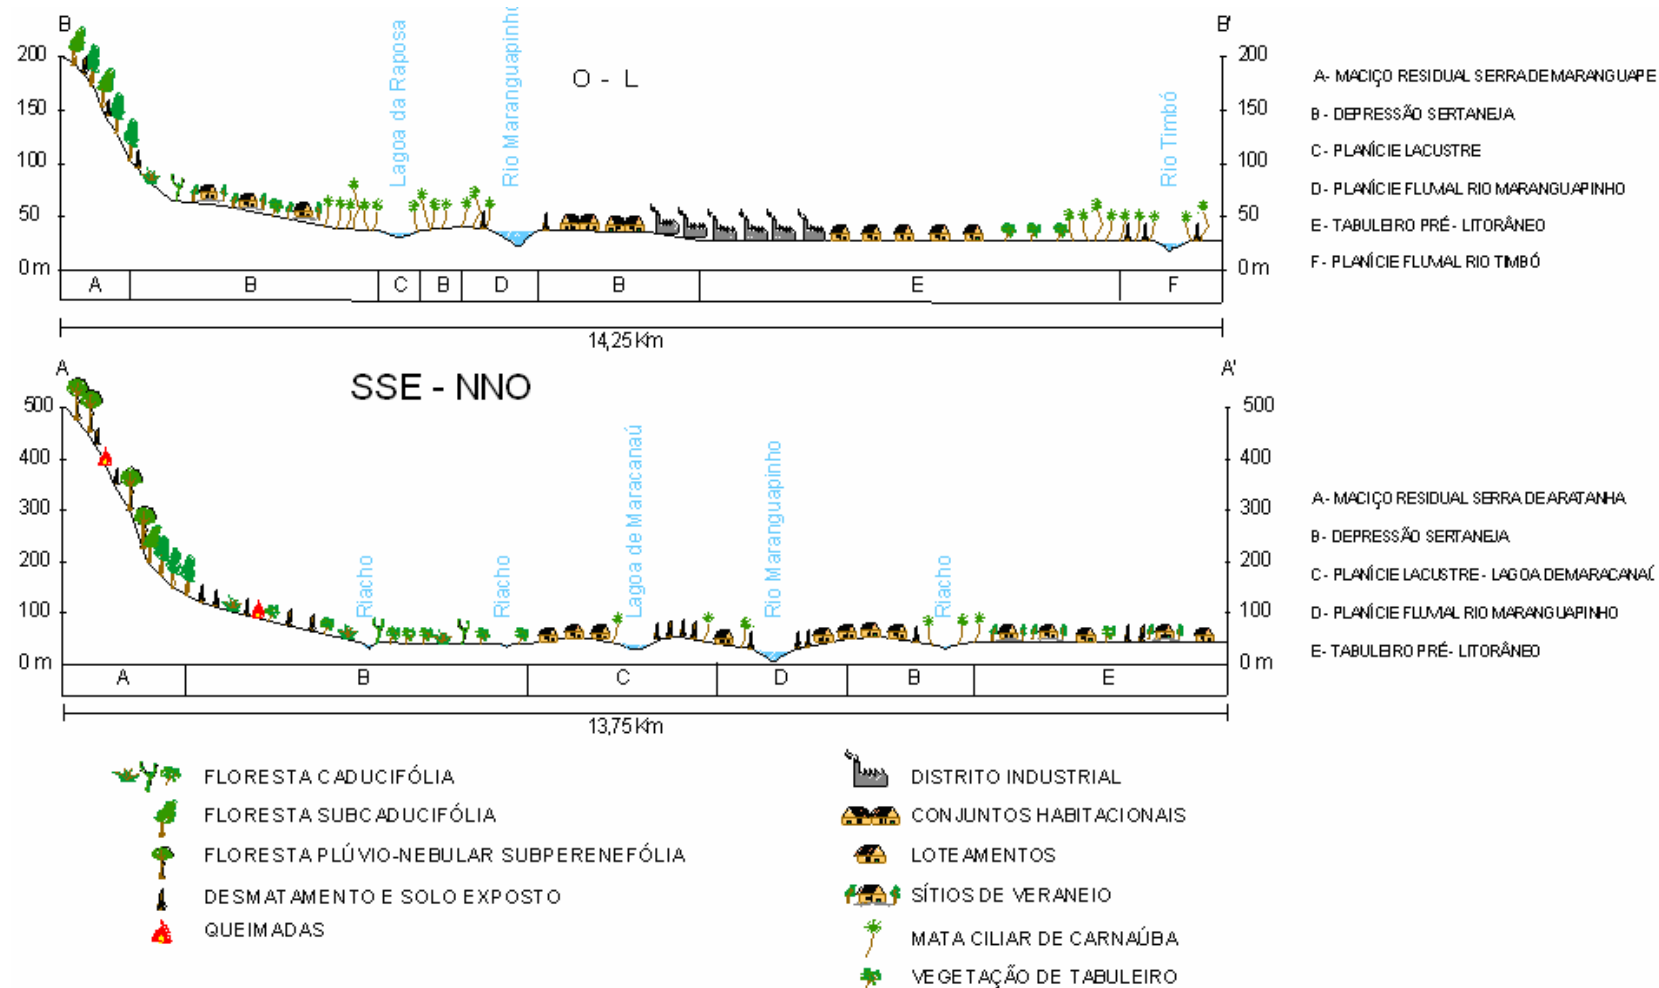 B
B'
O - L
200
150
100
50
0 m
Lagoa da Raposa
Rio Maranguapinho
Rio Timbó
200
150
100
50
0 m
A
B
C
B
D
B
E
F
14,25 Km
A- MACIÇO RESIDUAL SERRA DE MARANGUAPE
B - DEPRESSÃO SERTANEJA
C - PLANÍCIE LACUSTRE
D - PLANÍCIE FLUVIAL RIO MARANGUAPINHO
E - TABULEIRO PRÉ - LITORÂNEO
F - PLANÍCIE FLUVIAL RIO TIMBÓ
A
A'
SSE - NNO
500
400
300
200
100
0 m
Riacho
Riacho
Lagoa de Maracanaú
Rio Maranguapinho
Riacho
500
400
300
200
100
0 m
A
B
C
D
B
E
13,75 Km
A- MACIÇO RESIDUAL SERRA DE ARATANHA
B - DEPRESSÃO SERTANEJA
C - PLANÍCIE LACUSTRE - LAGOA DE MARACANAÚ
D - PLANÍCIE FLUVIAL RIO MARANGUAPINHO
E- TABULEIRO PRÉ- LITORÂNEO
FLORESTA CADUCIFÓLIA
FLORESTA SUBCADUCIFÓLIA
FLORESTA PLÚVIO-NEBULAR SUBPERENEFÓLIA
DESMATAMENTO E SOLO EXPOSTO
QUEIMADAS
DISTRITO INDUSTRIAL
CONJUNTOS HABITACIONAIS
LOTEAMENTOS
SÍTIOS DE VERANEIO
MATA CILIAR DE CARNAÚBA
VEGETAÇÃO DE TABULEIRO